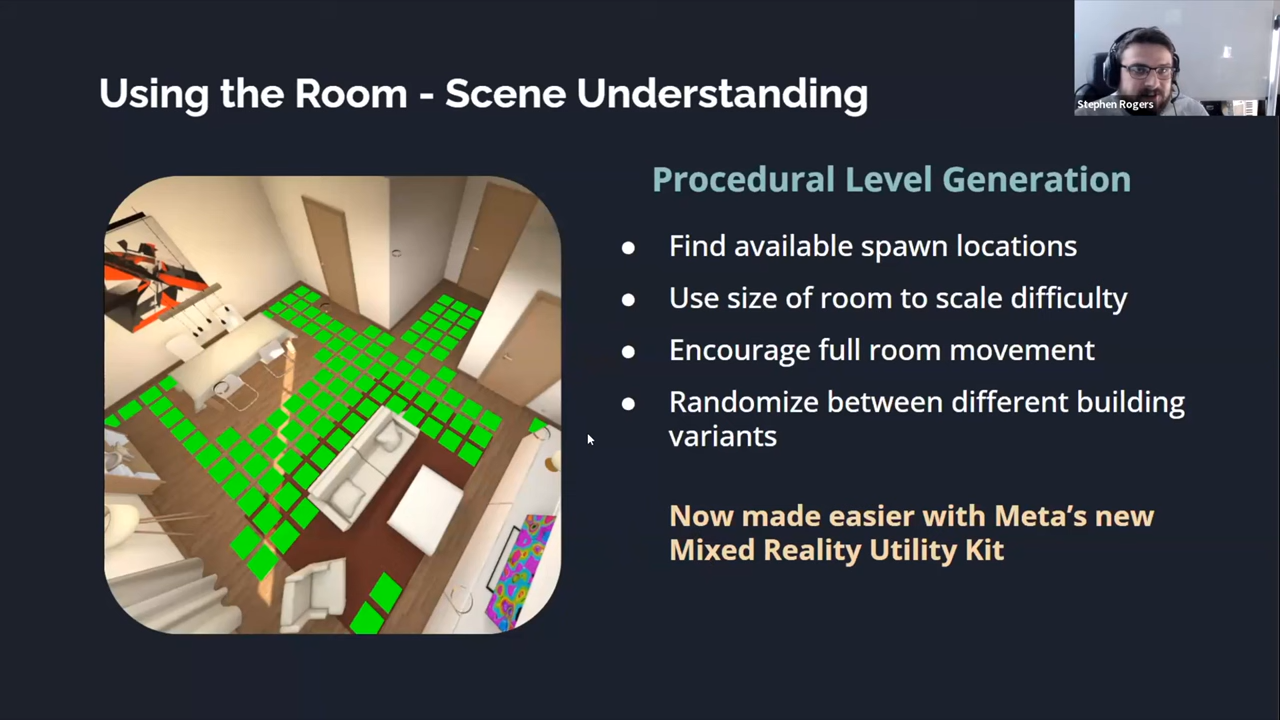 Using the Room - Scene Understanding
Stephen Rogers
Procedural Level Generation
● Find available spawn locations
● Use size of room to scale difficulty
● Encourage full room movement
● Randomize between different building
variants
Now made easier with Meta’s new
Mixed Reality Utility Kit